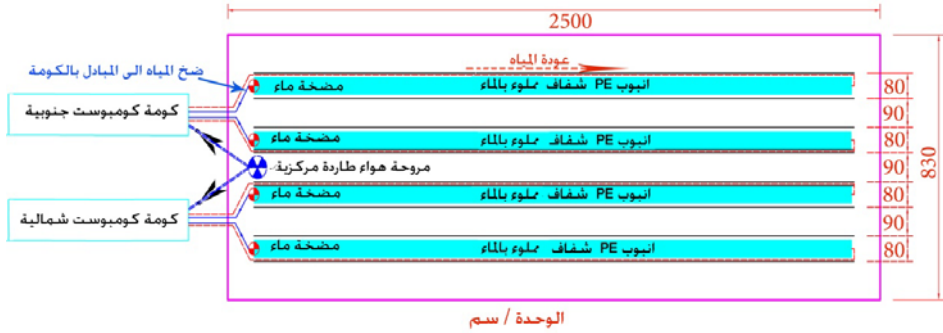 2500
عودة المياه
ضخ المياه الى المبادل بالكومة
مضخة ماء
انبوب PE شفاف مملوء بالماء
80
كومة كومبوست جنوبية
90
مضخة ماء
انبوب PE شفاف مملوء بالماء
80
مروحة هواء طاردة مركزية
90
830
مضخة ماء
انبوب PE شفاف مملوء بالماء
80
كومة كومبوست شمالية
90
مضخة ماء
انبوب PE شفاف مملوء بالماء
80
الوحدة / سم